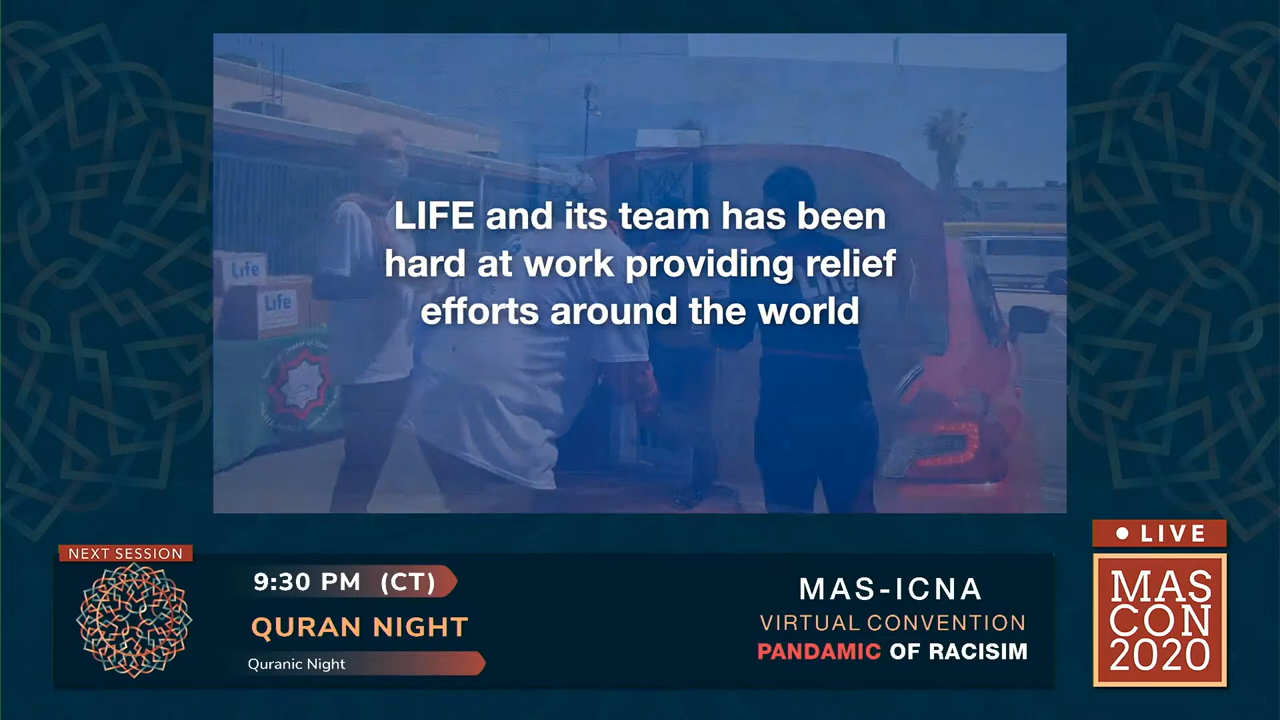 LIFE and its team has been
hard at work providing relief
efforts around the world
Life
Life
LIVE
NEXT SESSION
9:30 PM (CT)
QURAN NIGHT
Quranic Night
MAS-ICNA
VIRTUAL CONVENTION
PANDAMIC OF RACISIM
MAS
CON
2020